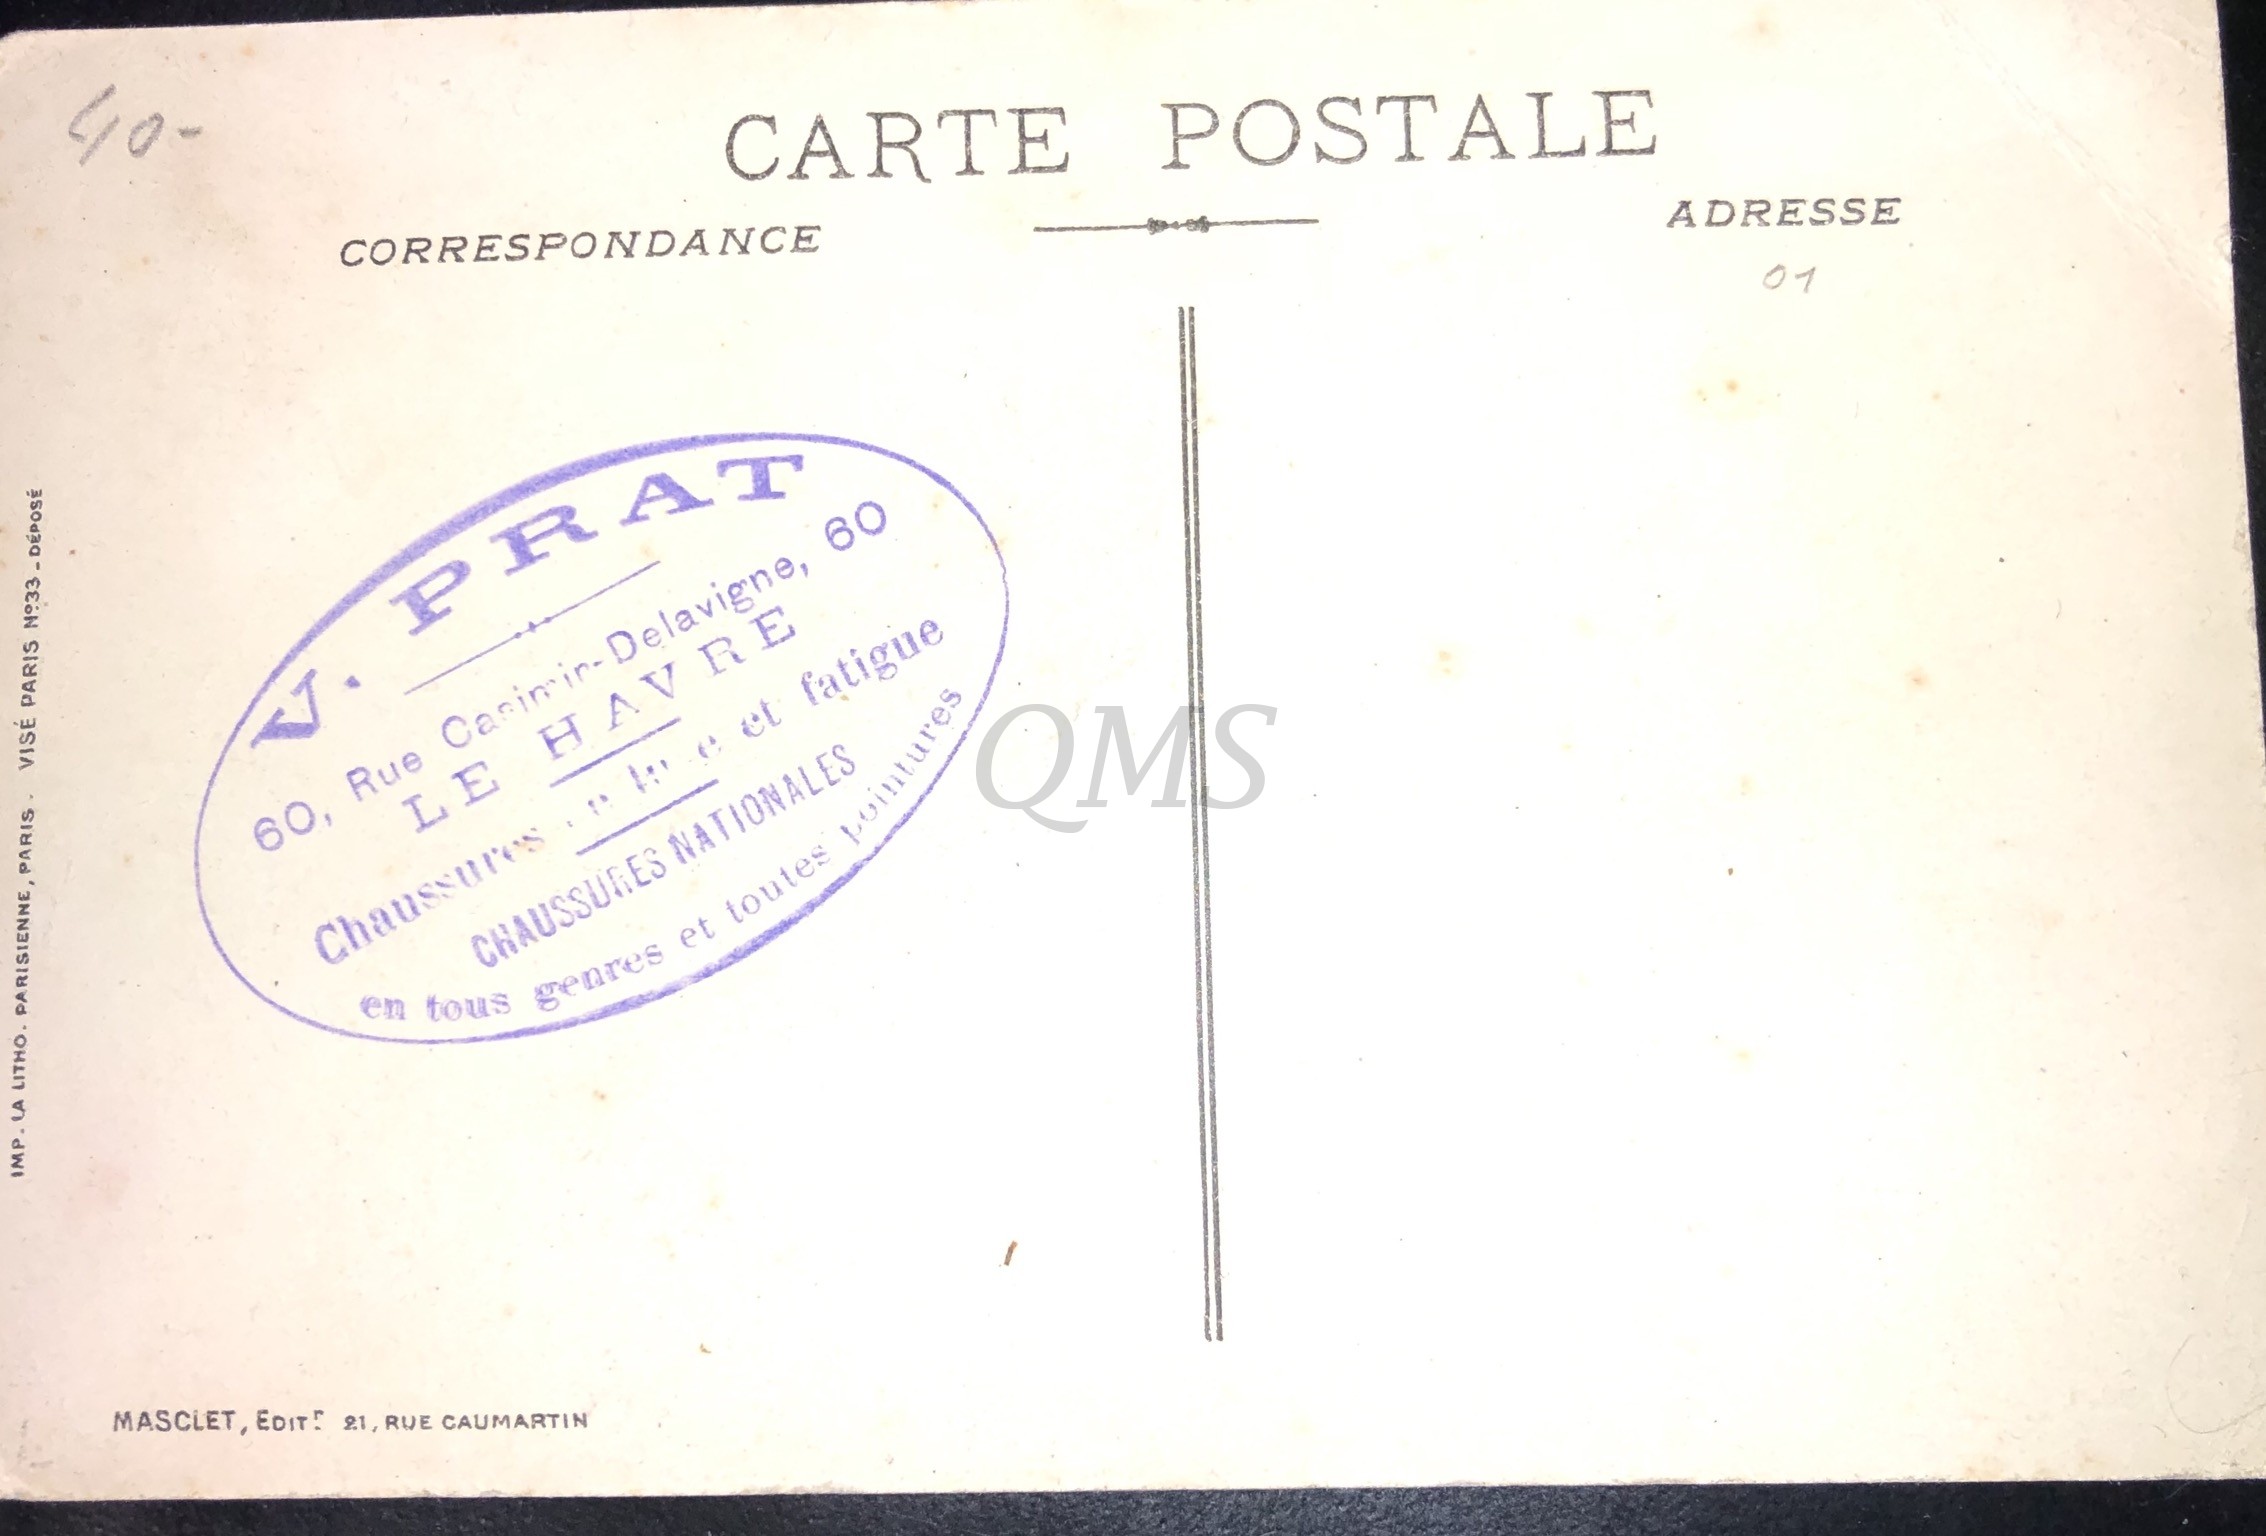 40-
CARTE POSTALE
CORRESPONDANCE
ADRESSE
01
V. PRAT
60, Rue Casimir-Delavigne, 60
LE HAVRE
Chaussures et fatigue
CHAUSSURES NATIONALES
en tous genres et toutes pointures
QMS
IMP. LA LITHO. PARISIENNE, PARIS. VISÉ PARIS Nº.33 - DÉPOSÉ
MASCLET, EDITR 21, RUE CAUMARTIN